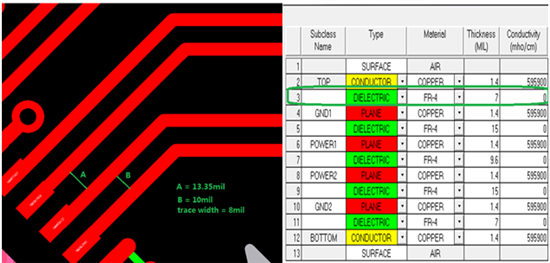 A
B
A = 13.35mil
B = 10mil
trace width = 8mil
Subclass Name Type Material Thickness (MIL) Conductivity (mho/cm)
1 SURFACE AIR
2 TOP CONDUCTOR COPPER 1.4 595900
3 DIELECTRIC FR-4 7 0
4 GND1 PLANE COPPER 1.4 595900
5 DIELECTRIC FR-4 15 0
6 POWER1 PLANE COPPER 1.4 595900
7 DIELECTRIC FR-4 9.6 0
8 POWER2 PLANE COPPER 1.4 595900
9 DIELECTRIC FR-4 15 0
10 GND2 PLANE COPPER 1.4 595900
11 DIELECTRIC FR-4 7 0
12 BOTTOM CONDUCTOR COPPER 1.4 595900
13 SURFACE AIR